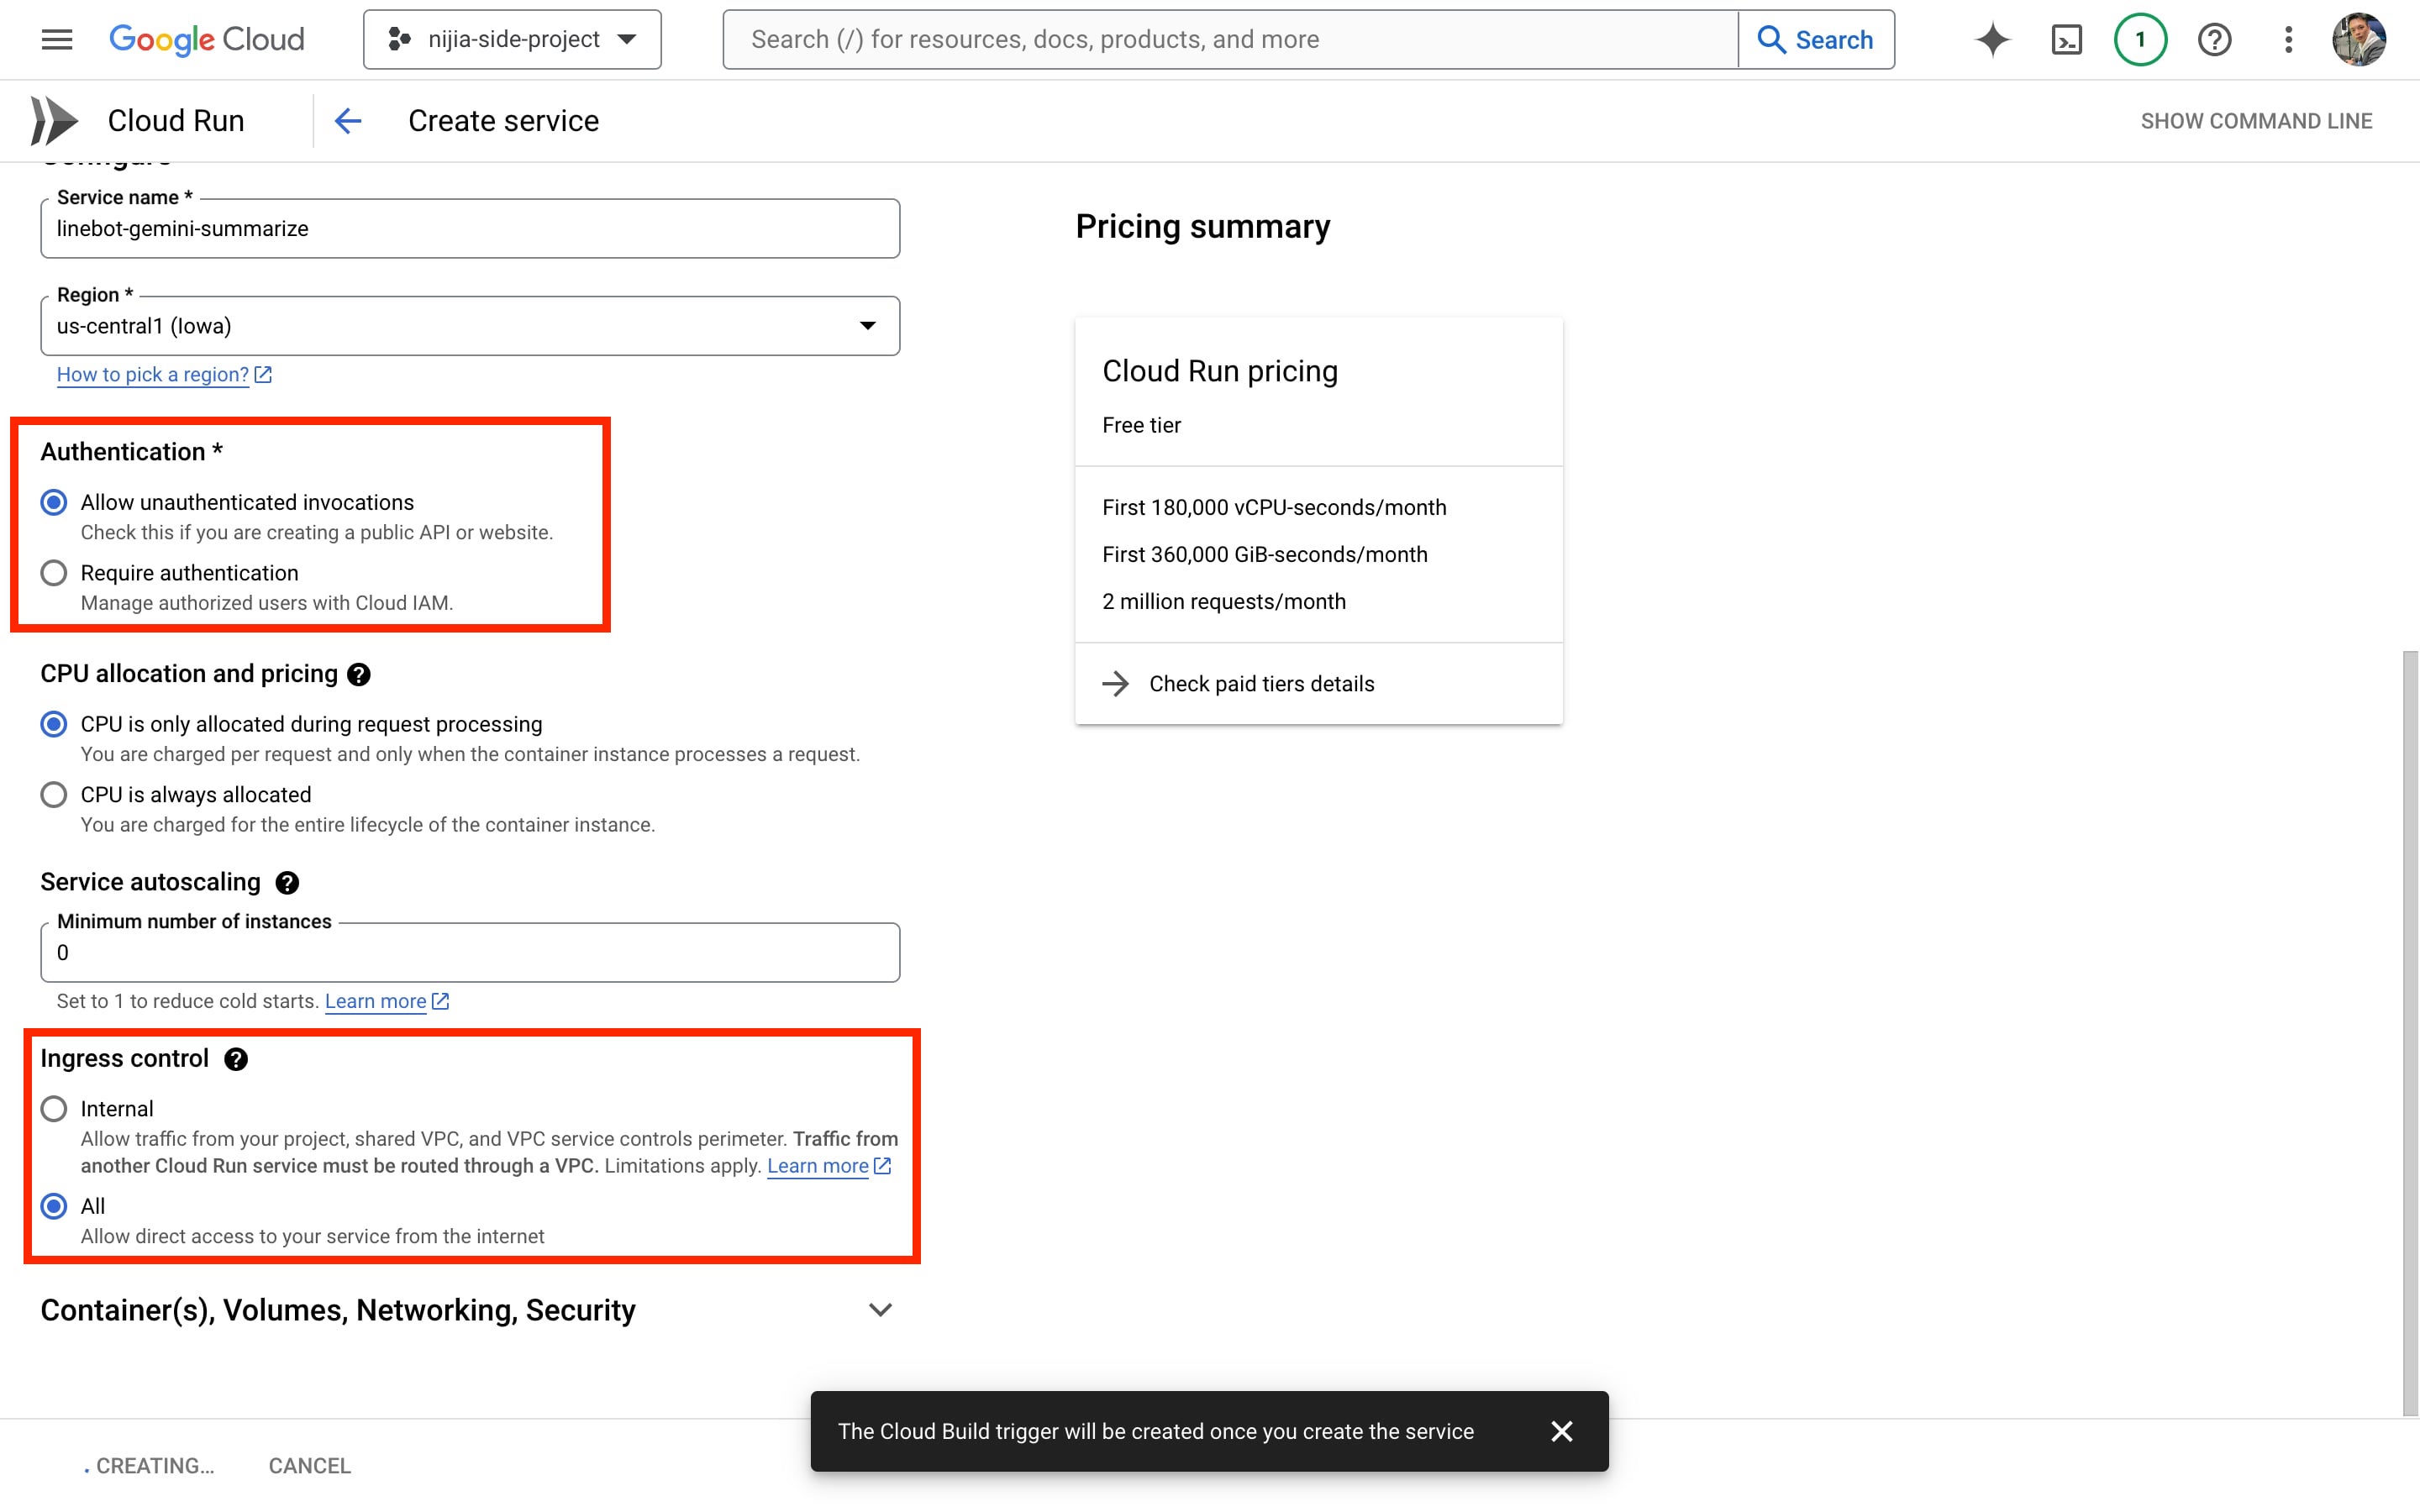 Google Cloud
nijia-side-project
Search (/) for resources, docs, products, and more
Search
1
Cloud Run
Create service
SHOW COMMAND LINE
Configure
Service name *
linebot-gemini-summarize
Region *
us-central1 (Iowa)
How to pick a region?
Authentication *
Allow unauthenticated invocations
Check this if you are creating a public API or website.
Require authentication
Manage authorized users with Cloud IAM.
CPU allocation and pricing
CPU is only allocated during request processing
You are charged per request and only when the container instance processes a request.
CPU is always allocated
You are charged for the entire lifecycle of the container instance.
Service autoscaling
Minimum number of instances
0
Set to 1 to reduce cold starts. Learn more
Ingress control
Internal
Allow traffic from your project, shared VPC, and VPC service controls perimeter. Traffic from
another Cloud Run service must be routed through a VPC. Limitations apply. Learn more
All
Allow direct access to your service from the internet
Container(s), Volumes, Networking, Security
Pricing summary
Cloud Run pricing
Free tier
First 180,000 vCPU-seconds/month
First 360,000 GiB-seconds/month
2 million requests/month
Check paid tiers details
The Cloud Build trigger will be created once you create the service
CREATING...
CANCEL